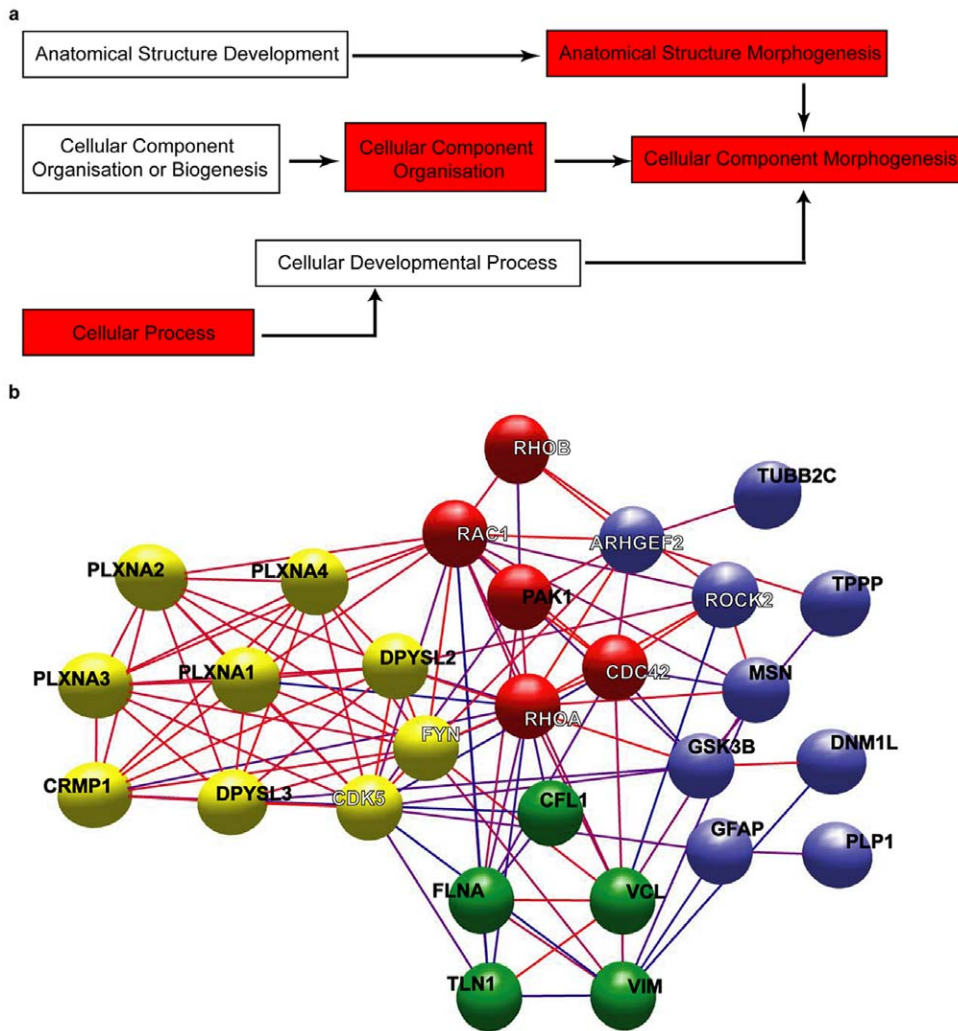 a
Anatomical Structure Development
Anatomical Structure Morphogenesis
Cellular Component
Organisation or Biogenesis
Cellular Component
Organisation
Cellular Component Morphogenesis
Cellular Developmental Process
Cellular Process
b
RHOB
TUBB2C
RAC1
ARHGEF2
PLXNA2
PLXNA4
PAK1
ROCK2
TPPP
PLXNA3
PLXNA1
DPYSL2
CDC42
MSN
RHOA
FYN
GSK3B
DNM1L
CRMP1
DPYSL3
CDK5
CFL1
GFAP
PLP1
FLNA
VCL
TLN1
VIM